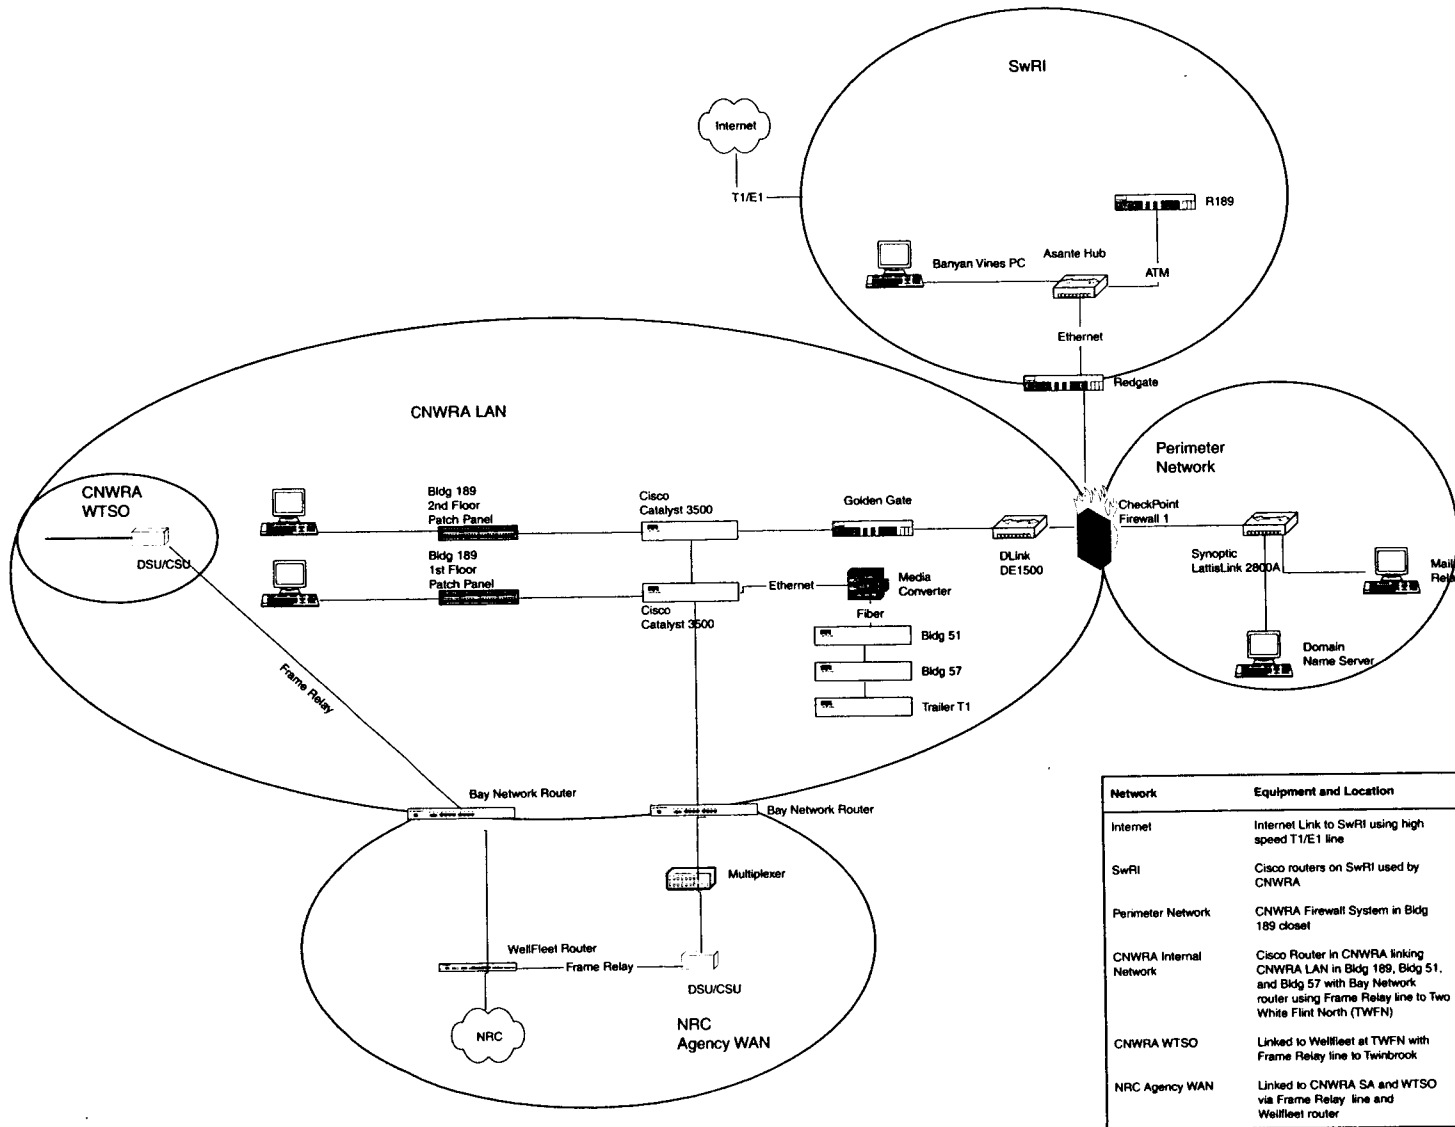 SwRI
Internet
T1/E1
R189
Asante Hub
Banyan Vines PC
ATM
Ethernet
Redgate
CNWRA LAN
Perimeter
Network
CNWRA
WTSO
DSU/CSU
Bldg 189
2nd Floor
Patch Panel
Cisco
Catalyst 3500
Golden Gate
DLink
DE1500
CheckPoint
Firewall 1
Synoptic
LattisLink 2800A
Mail
Rela
Bldg 189
1st Floor
Patch Panel
Cisco
Catalyst 3500
Ethernet
Media
Converter
Fiber
Bldg 51
Bldg 57
Trailer T1
Domain
Name Server
Frame Relay
Bay Network Router
Bay Network Router
Multiplexer
WellFleet Router
Frame Relay
DSU/CSU
NRC
NRC
Agency WAN
Network Equipment and Location
Internet Internet Link to SwRI using high
speed T1/E1 line
SwRI Cisco routers on SwRI used by
CNWRA
Perimeter Network CNWRA Firewall System in Bldg
189 closet
CNWRA Internal Cisco Router in CNWRA linking
Network CNWRA LAN in Bldg 189, Bldg 51,
and Bldg 57 with Bay Network
router using Frame Relay line to Two
White Flint North (TWFN)
CNWRA WTSO Linked to Wellfleet at TWFN with
Frame Relay line to Twinbrook
NRC Agency WAN Linked to CNWRA SA and WTSO
via Frame Relay line and
Wellfleet router